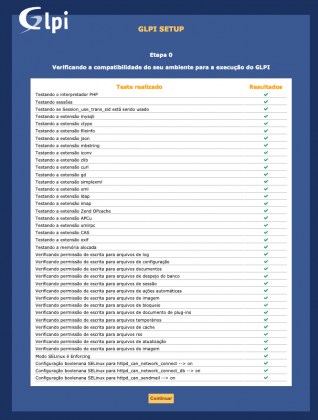 Glpi
GLPI SETUP
Etapa 0
Verificando a compatibilidade do seu ambiente para a execução do GLPI
Teste realizado Resultados
Testando o interpretador PHP
Testando sessões
Testando se Session_use_trans_sid está sendo usado
Testando a extensão mysqli
Testando a extensão ctype
Testando a extensão fileinfo
Testando a extensão json
Testando a extensão mbstring
Testando a extensão iconv
Testando a extensão zlib
Testando a extensão curl
Testando a extensão gd
Testando a extensão simplexml
Testando a extensão xml
Testando a extensão ldap
Testando a extensão imap
Testando a extensão Zend OPcache
Testando a extensão APCu
Testando a extensão xmlrpc
Testando a extensão CAS
Testando a extensão exif
Testando a memória alocada
Verificando permissão de escrita para arquivos de log
Verificando permissão de escrita para arquivos de configuração
Verificando permissão de escrita para arquivos documentos
Verificando permissão de escrita para arquivos de despejo do banco
Verificando permissão de escrita para arquivos de sessão
Verificando permissão de escrita para arquivos de ações automáticas
Verificando permissão de escrita para arquivos de imagem
Verificando permissão de escrita para arquivos de bloqueio
Verificando permissão de escrita para arquivos de documento de plug-ins
Verificando permissão de escrita para arquivos temporários
Verificando permissão de escrita para arquivos de cache
Verificando permissão de escrita para arquivos rss
Verificando permissão de escrita para arquivos de atualização
Verificando permissão de escrita para arquivos de imagem
Modo SELinux é Enforcing
Configuração booleana SELinux para httpd_can_network_connect --> on
Configuração booleana SELinux para httpd_can_network_connect_db --> on
Configuração booleana SELinux para httpd_can_sendmail --> on
Continuar